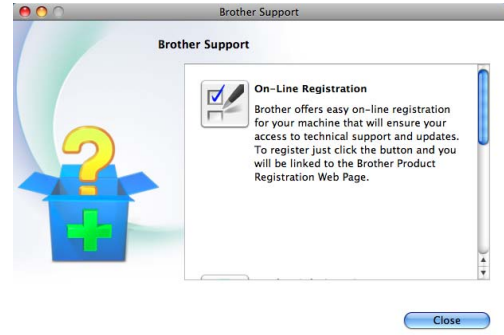 Brother Support
Brother Support
On-Line Registration
Brother offers easy on-line registration
for your machine that will ensure your
access to technical support and updates.
To register just click the button and you
will be linked to the Brother Product
Registration Web Page.
Close